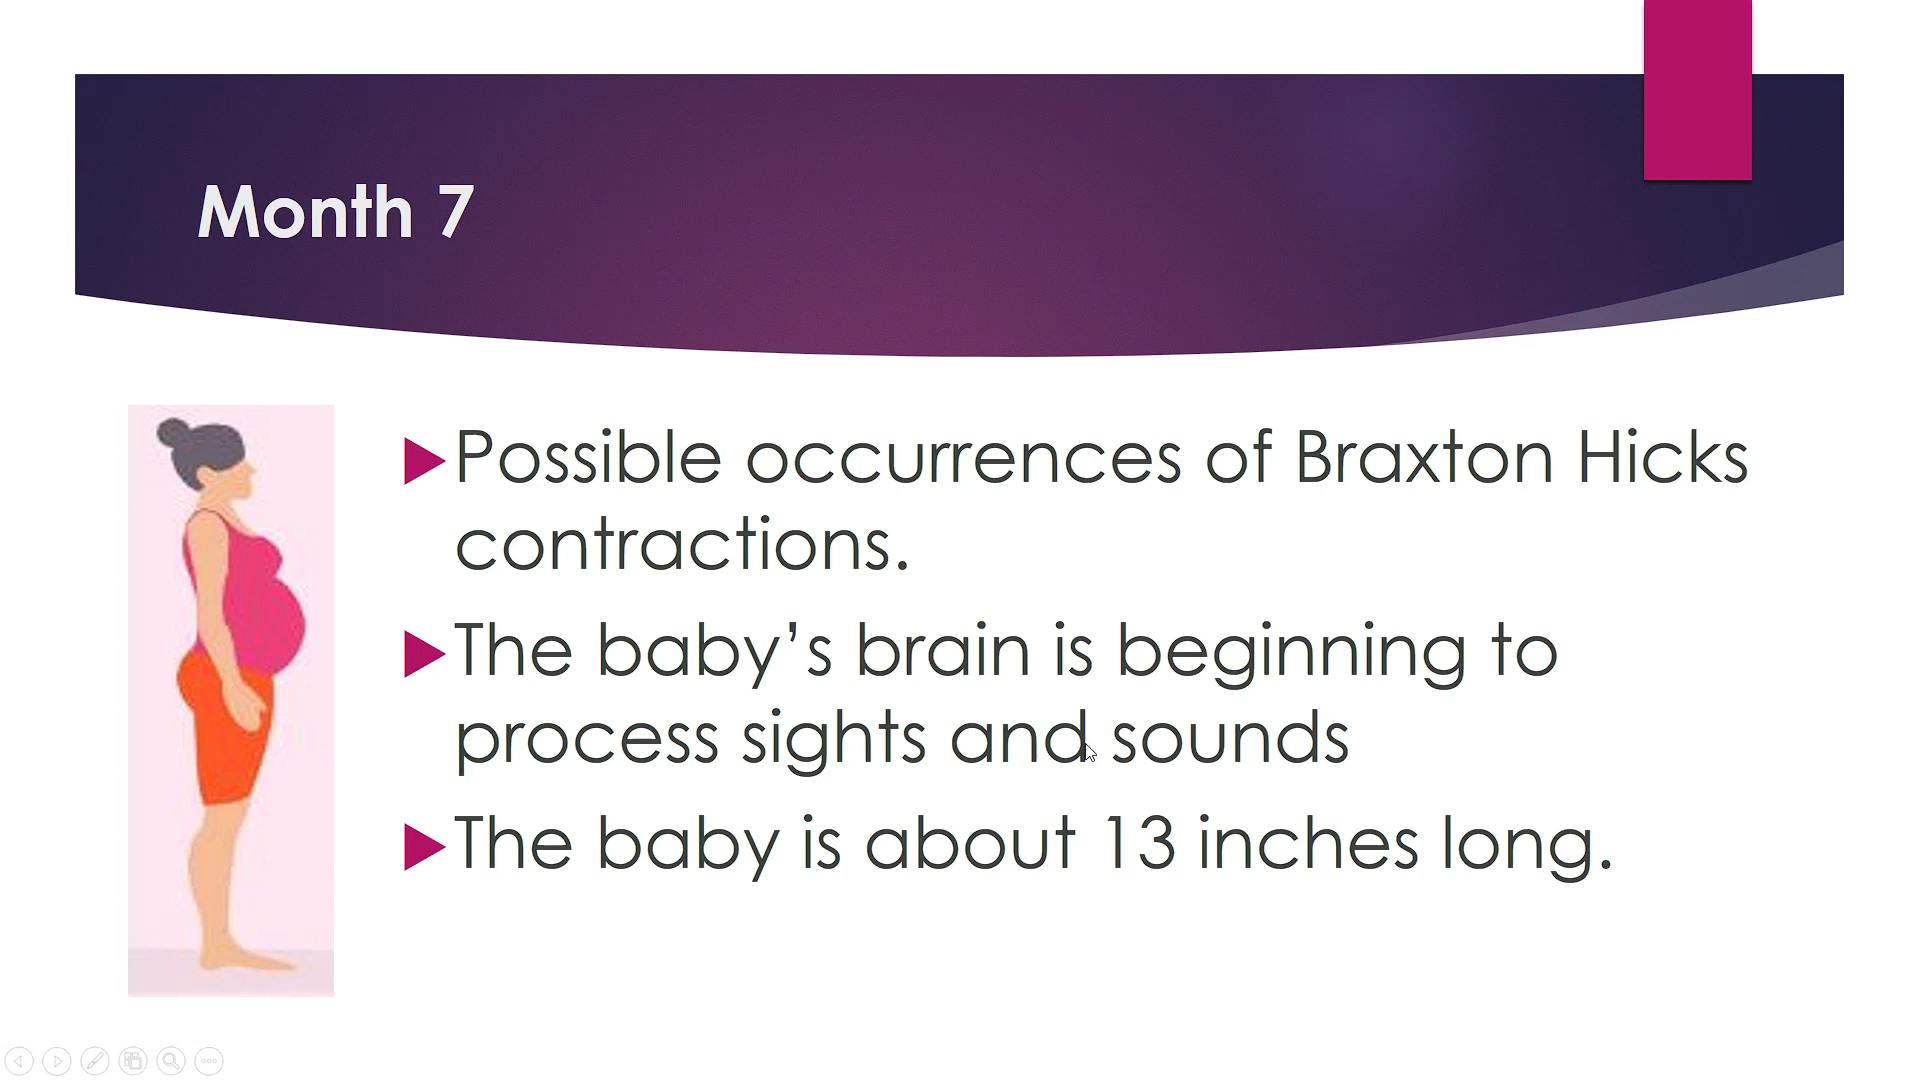 Month 7
Possible occurrences of Braxton Hicks
contractions.
The baby’s brain is beginning to
process sights and sounds
The baby is about 13 inches long.